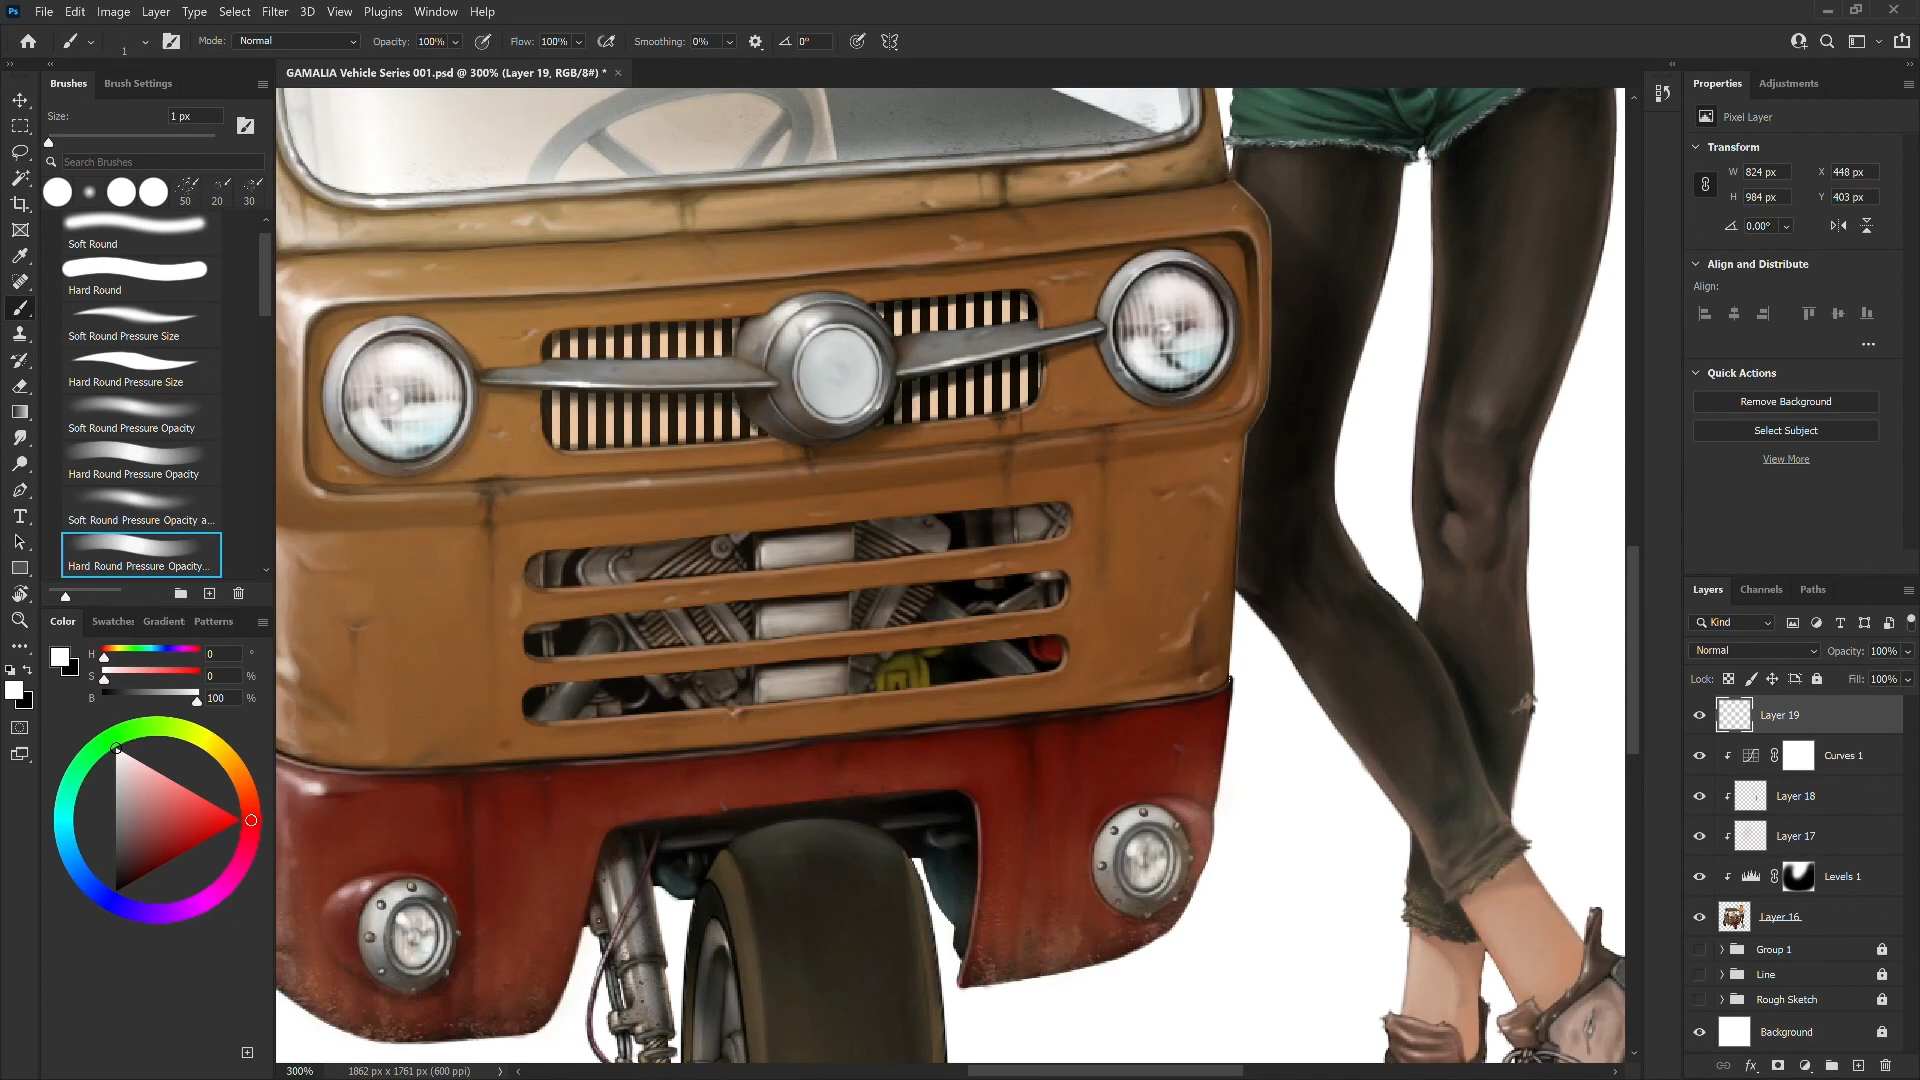 Ps File Edit Image Layer Type Select Filter 3D View Plugins Window Help
1 Mode: Normal Opacity: 100% Flow: 100% Smoothing: 0% 0°
Brushes Brush Settings
GAMALIA Vehicle Series 001.psd @ 300% (Layer 19, RGB/8#) * ×
Properties Adjustments
Size: 1 px
Search Brushes
50 20 30
Soft Round
Hard Round
Soft Round Pressure Size
Hard Round Pressure Size
Soft Round Pressure Opacity
Hard Round Pressure Opacity
Soft Round Pressure Opacity a...
Hard Round Pressure Opacity...
Color Swatches Gradient Patterns
H 0 °
S 0 %
B 100 %
300% 1862 px x 1761 px (600 ppi)
Pixel Layer
Transform
W 824 px X 448 px
H 984 px Y 403 px
0.00°
Align and Distribute
Align:
Quick Actions
Remove Background
Select Subject
View More
Layers Channels Paths
Kind
Normal Opacity: 100%
Lock: Fill: 100%
Layer 19
Curves 1
Layer 18
Layer 17
Levels 1
Layer 16
Group 1
Line
Rough Sketch
Background
fx